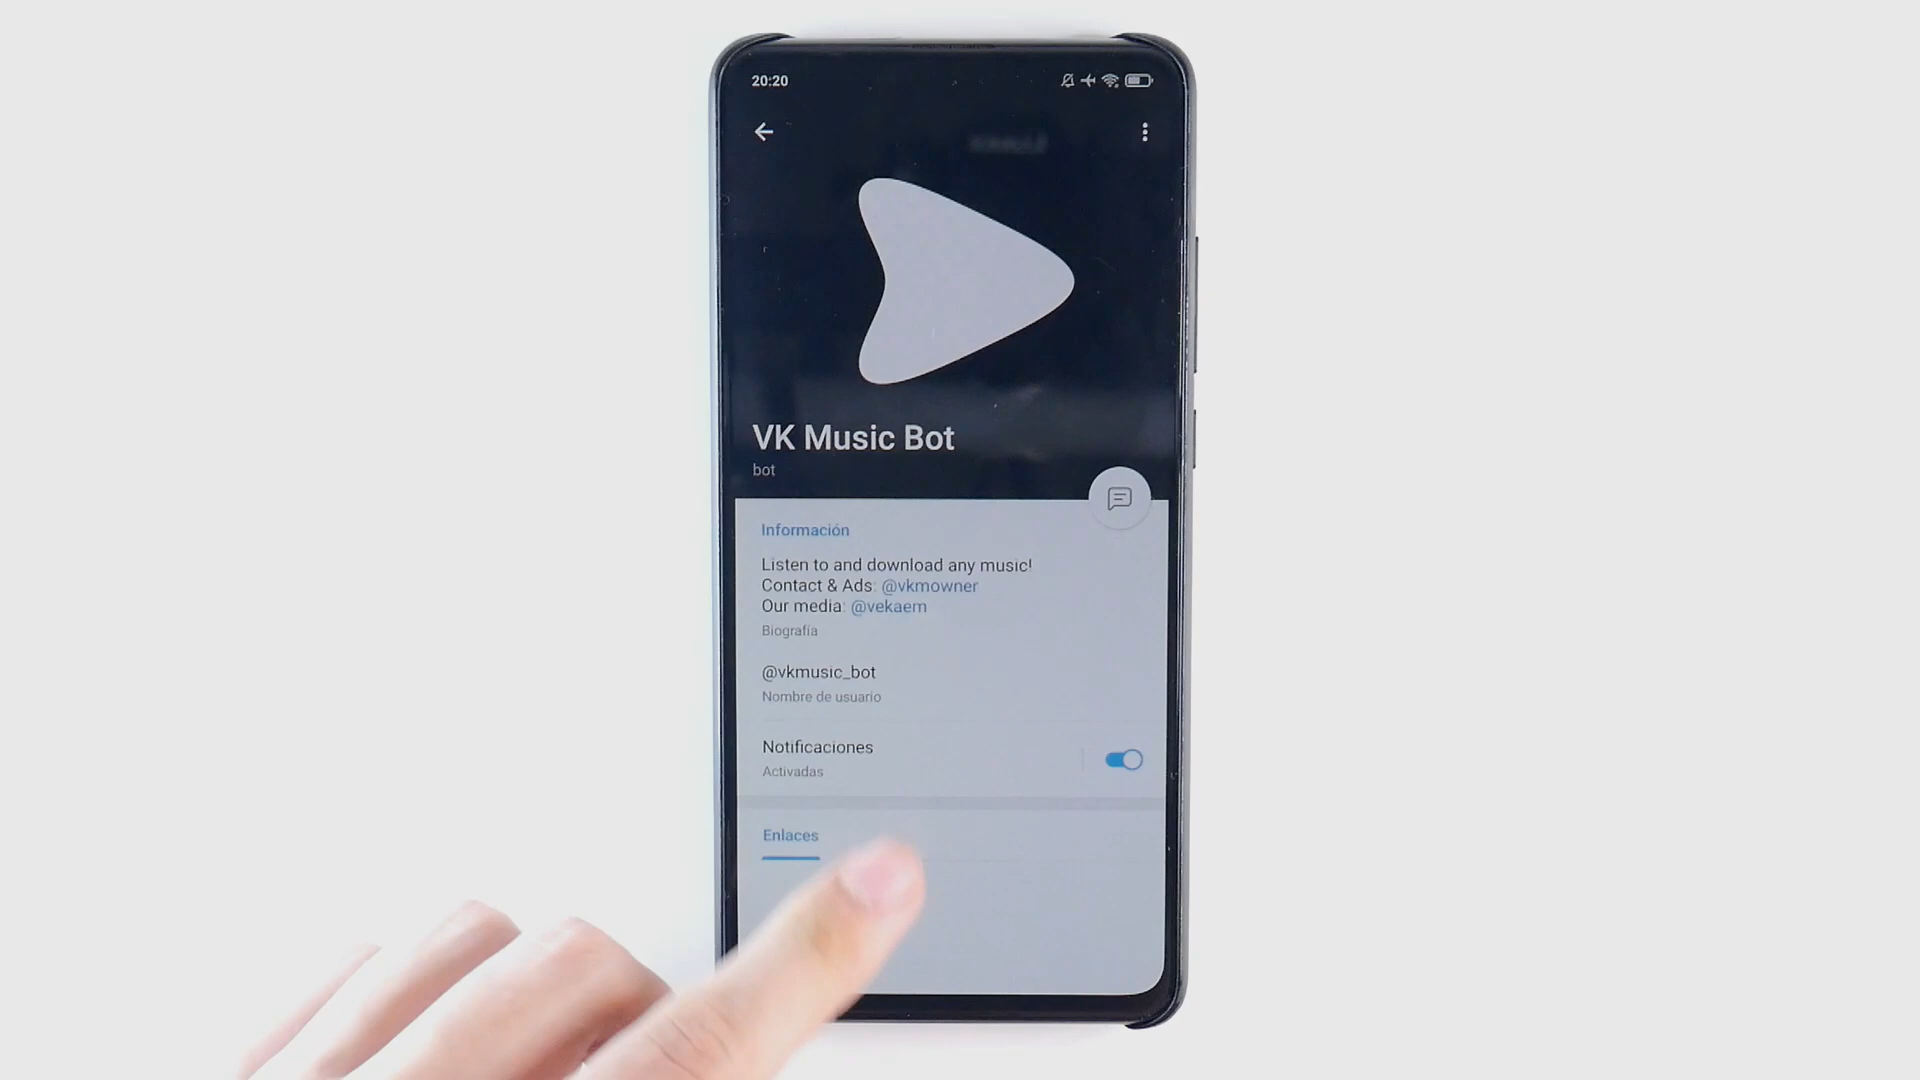 20:20
VK Music Bot
bot
Información
Listen to and download any music!
Contact & Ads: @vkmowner
Our media: @vekaem
Biografía
@vkmusic_bot
Nombre de usuario
Notificaciones
Activadas
Enlaces